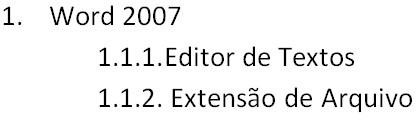 1. Word 2007
1.1.1.Editor de Textos
1.1.2. Extensão de Arquivo